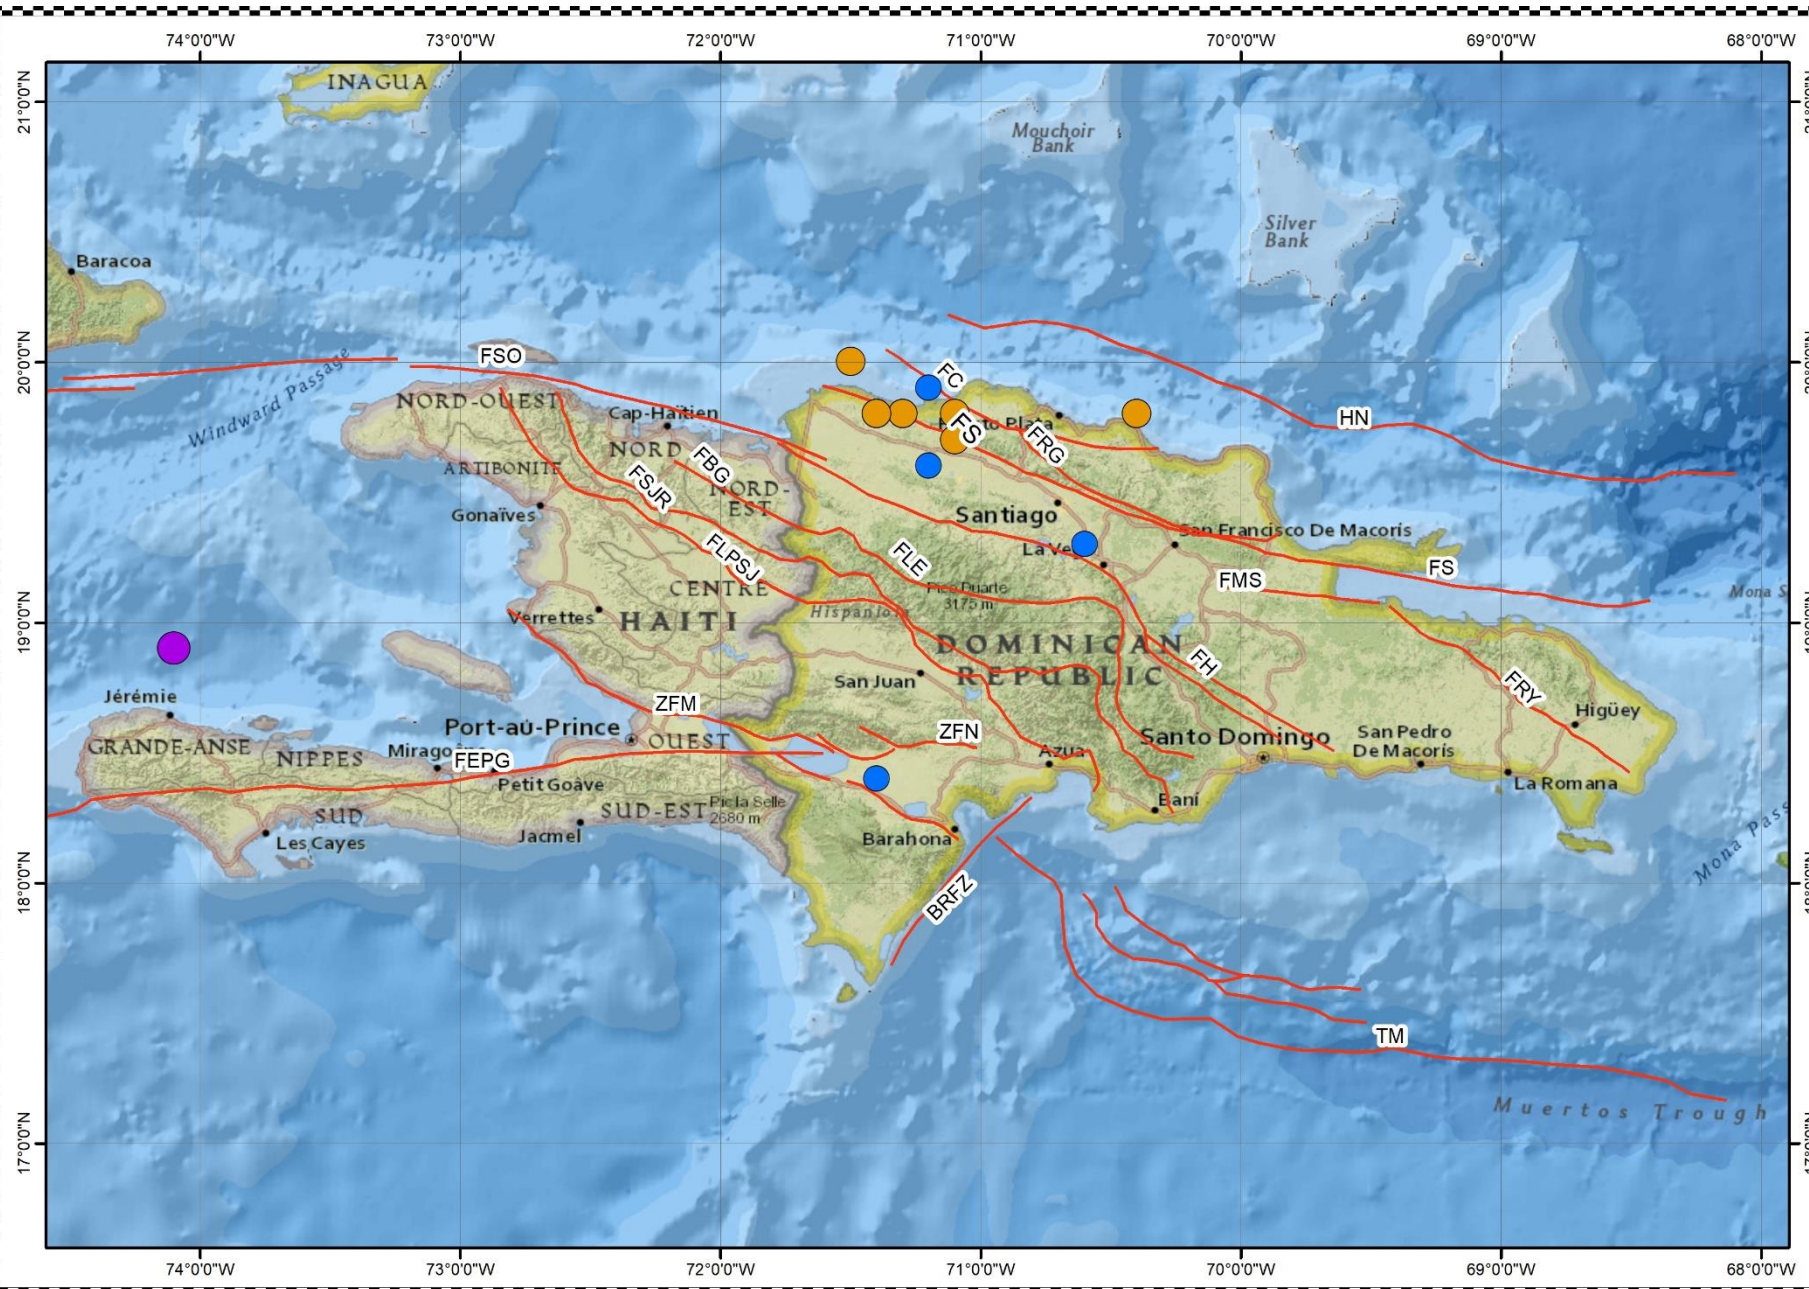 74°0'0"W 73°0'0"W 72°0'0"W 71°0'0"W 70°0'0"W 69°0'0"W 68°0'0"W
21°0'0"N
INAGUA
Mouchoir
Bank
Silver
Bank
Baracoa
20°0'0"N
Windward Passage
FSO
FC
NORD-OUEST
Cap-Haïtien
HN
NORD
FS
FRG
ARTIBONITE
FSJR
FBG
NORD-
EST
Gonaïves
Santiago
San Francisco De Macorís
FLPSJ
FLE
FS
FMS
CENTRE
Pico Duarte
3175 m
Hispaniola
Mona
19°0'0"N
Verrettes
HAITI
DOMINICAN
REPUBLIC
FH
San Juan
FRY
Jérémie
ZFM
Higüey
Port-au-Prince
ZFN
Santo Domingo
San Pedro
De Macorís
GRANDE-ANSE
NIPPES
OUEST
Azua
FEPG
Petit Goâve
La Romana
SUD
SUD-EST
Pic la Selle
2680 m
Baní
Les Cayes
Jacmel
Barahona
Mona
18°0'0"N
BRFZ
TM
Muertos Trough
17°0'0"N
74°0'0"W 73°0'0"W 72°0'0"W 71°0'0"W 70°0'0"W 69°0'0"W 68°0'0"W